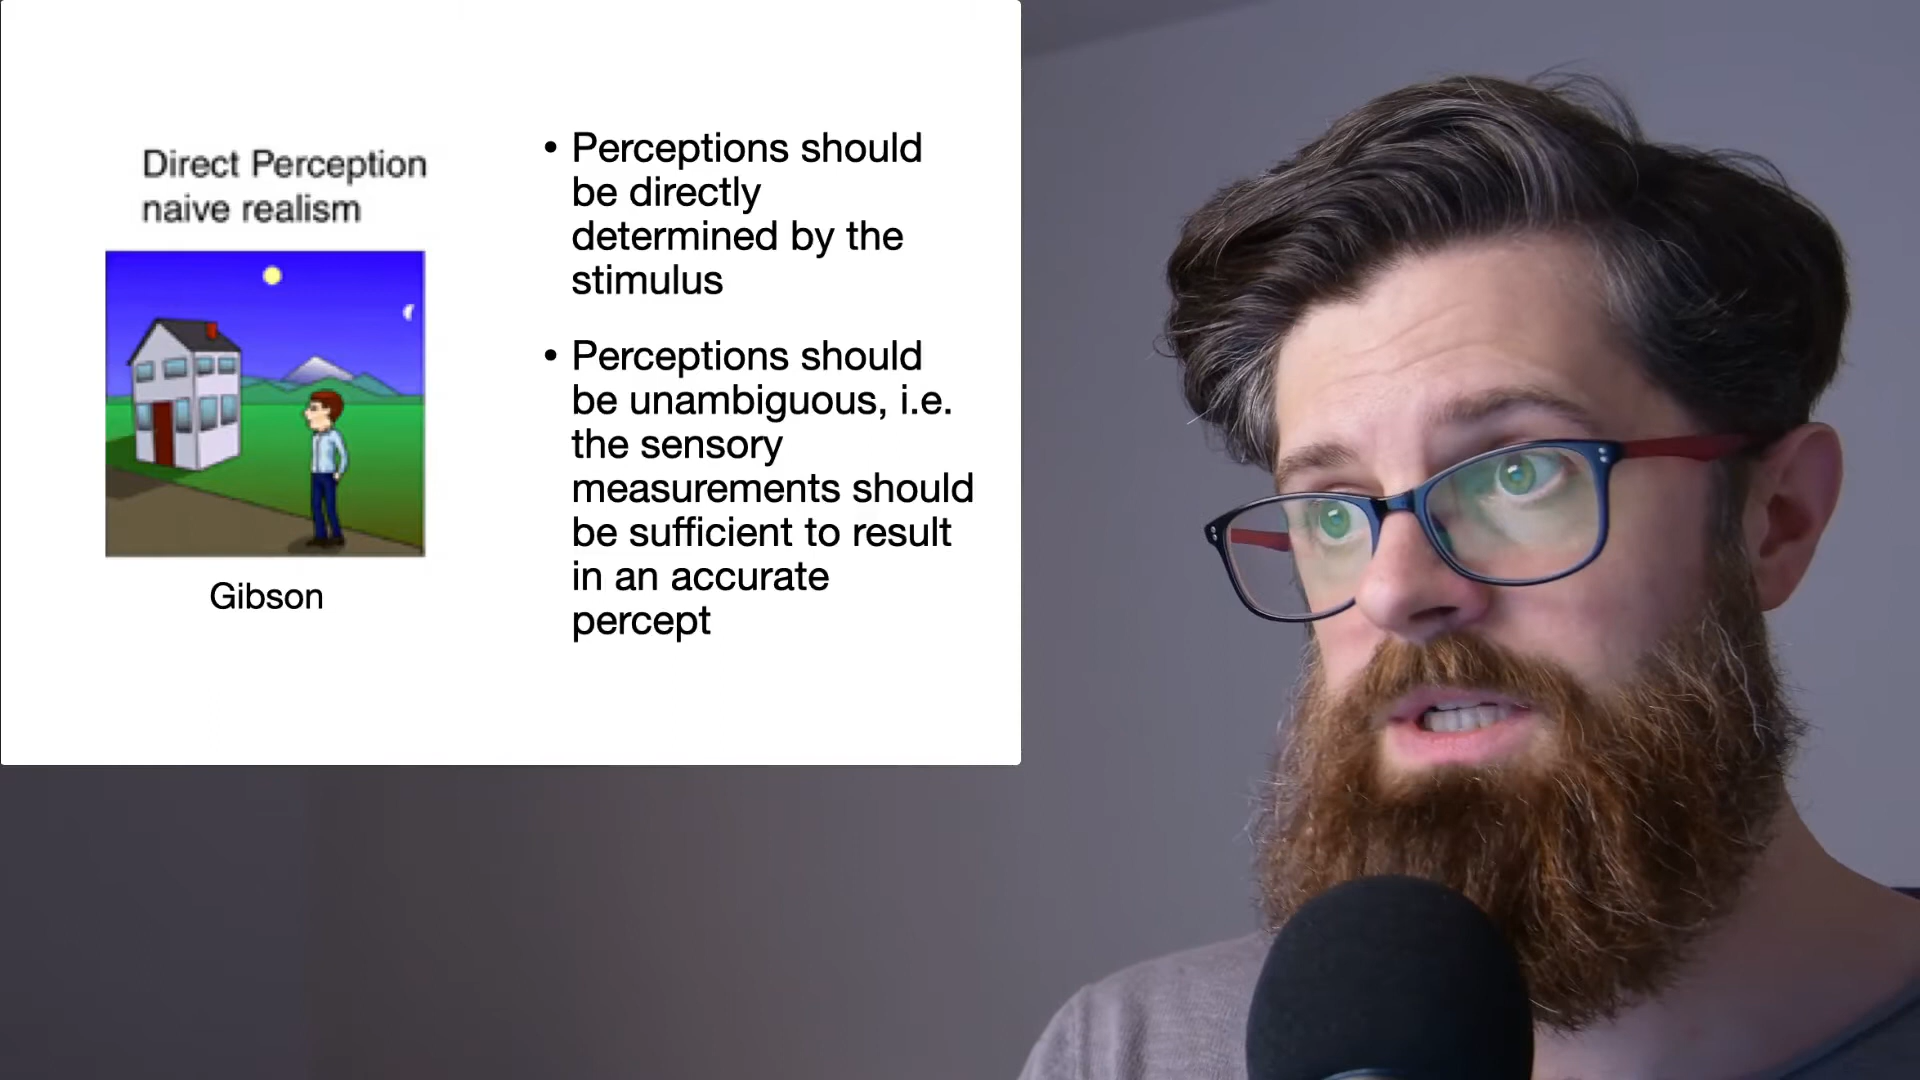 Direct Perception
naive realism
Gibson
• Perceptions should
be directly
determined by the
stimulus
• Perceptions should
be unambiguous, i.e.
the sensory
measurements should
be sufficient to result
in an accurate
percept